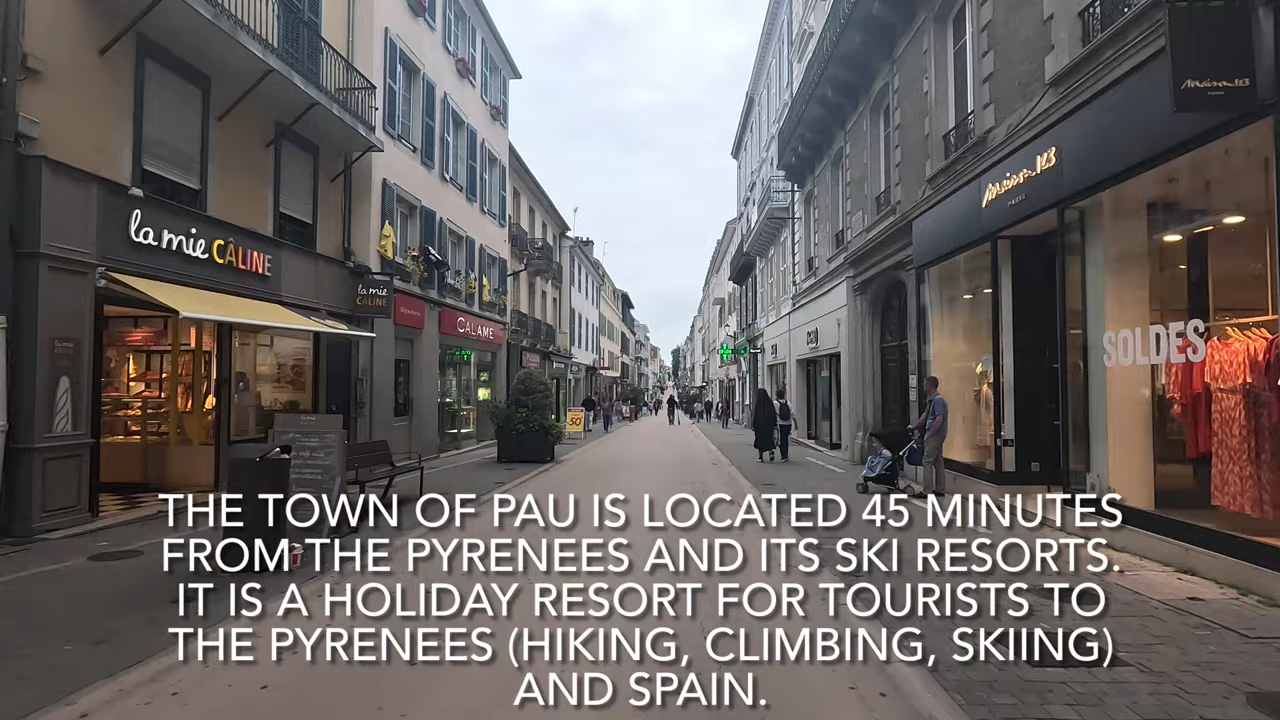 la mie CÂLINE
la mie
CÂLINE
CALAME
50
Maison 123
PARIS
Maison 123
PARIS
SOLDES
THE TOWN OF PAU IS LOCATED 45 MINUTES
FROM THE PYRENEES AND ITS SKI RESORTS.
IT IS A HOLIDAY RESORT FOR TOURISTS TO
THE PYRENEES (HIKING, CLIMBING, SKIING)
AND SPAIN.